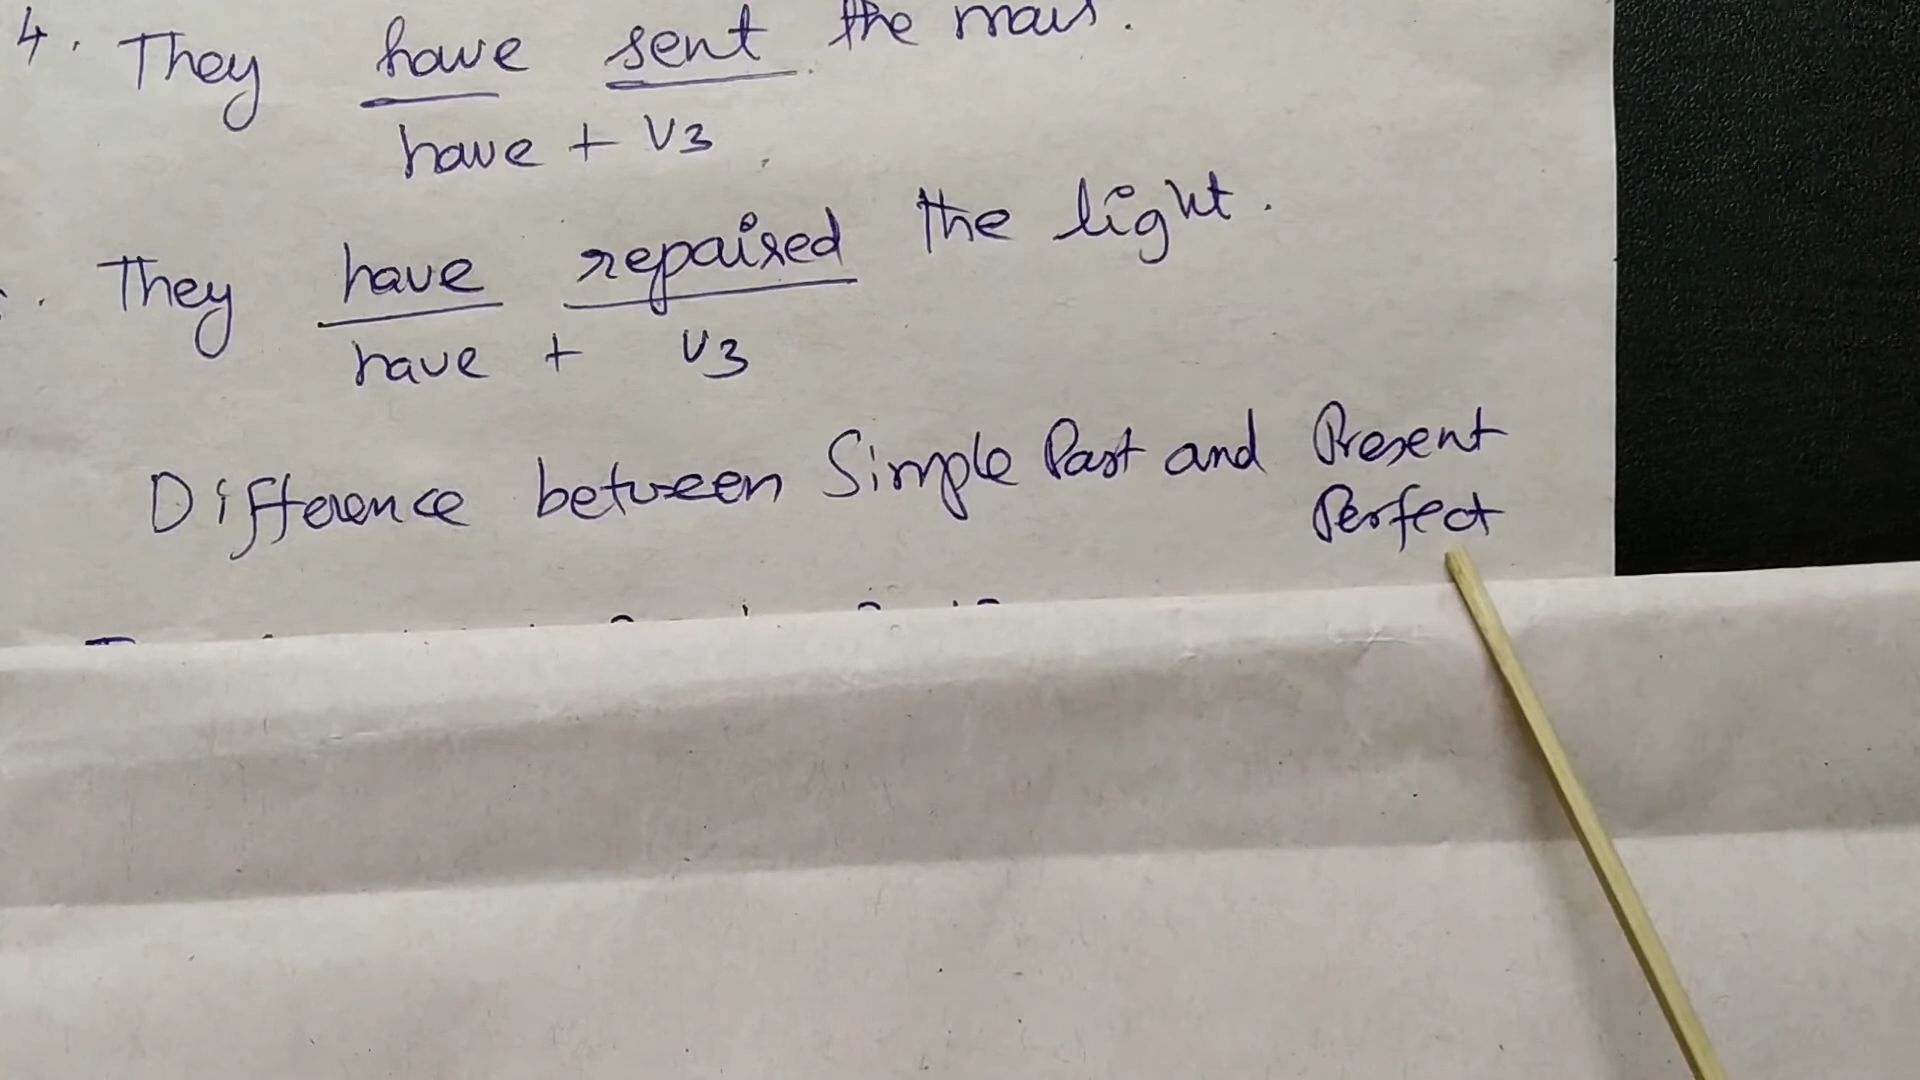 4. They have sent the mail.
have + V3
. They have repaired the light.
have + V3
Difference between Simple Past and Present
Perfect